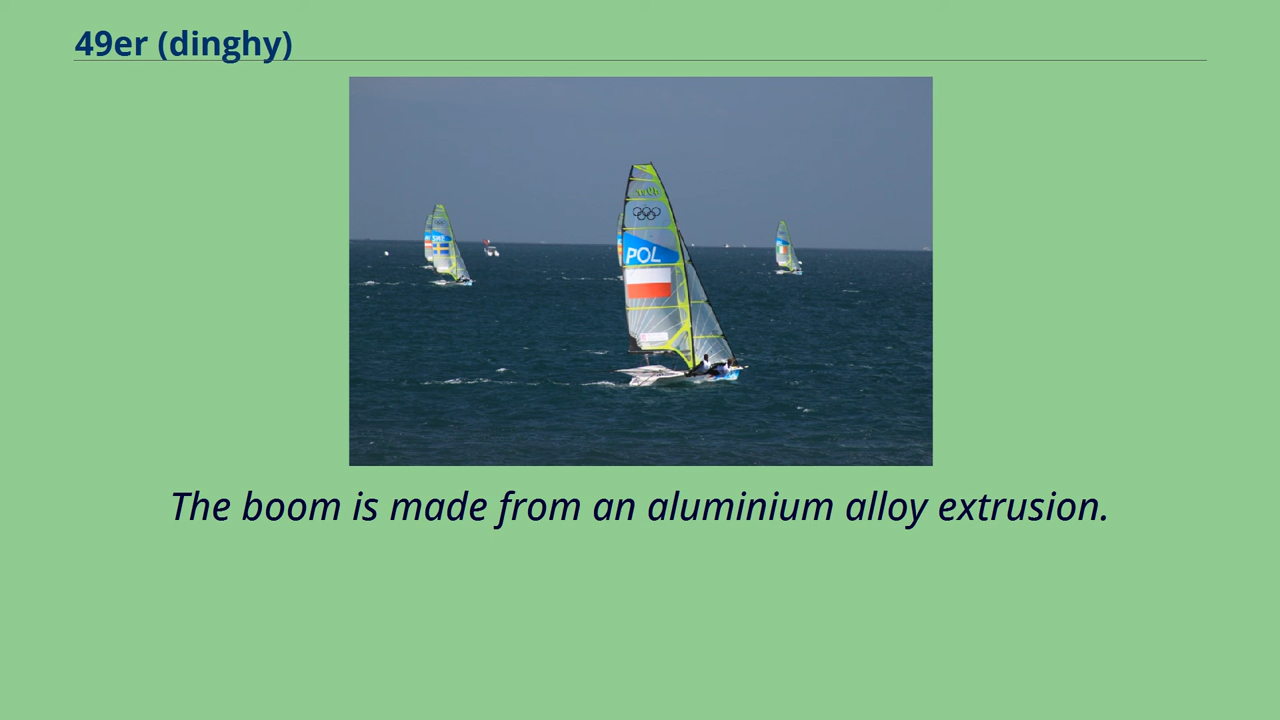 49er (dinghy)
POL
The boom is made from an aluminium alloy extrusion.